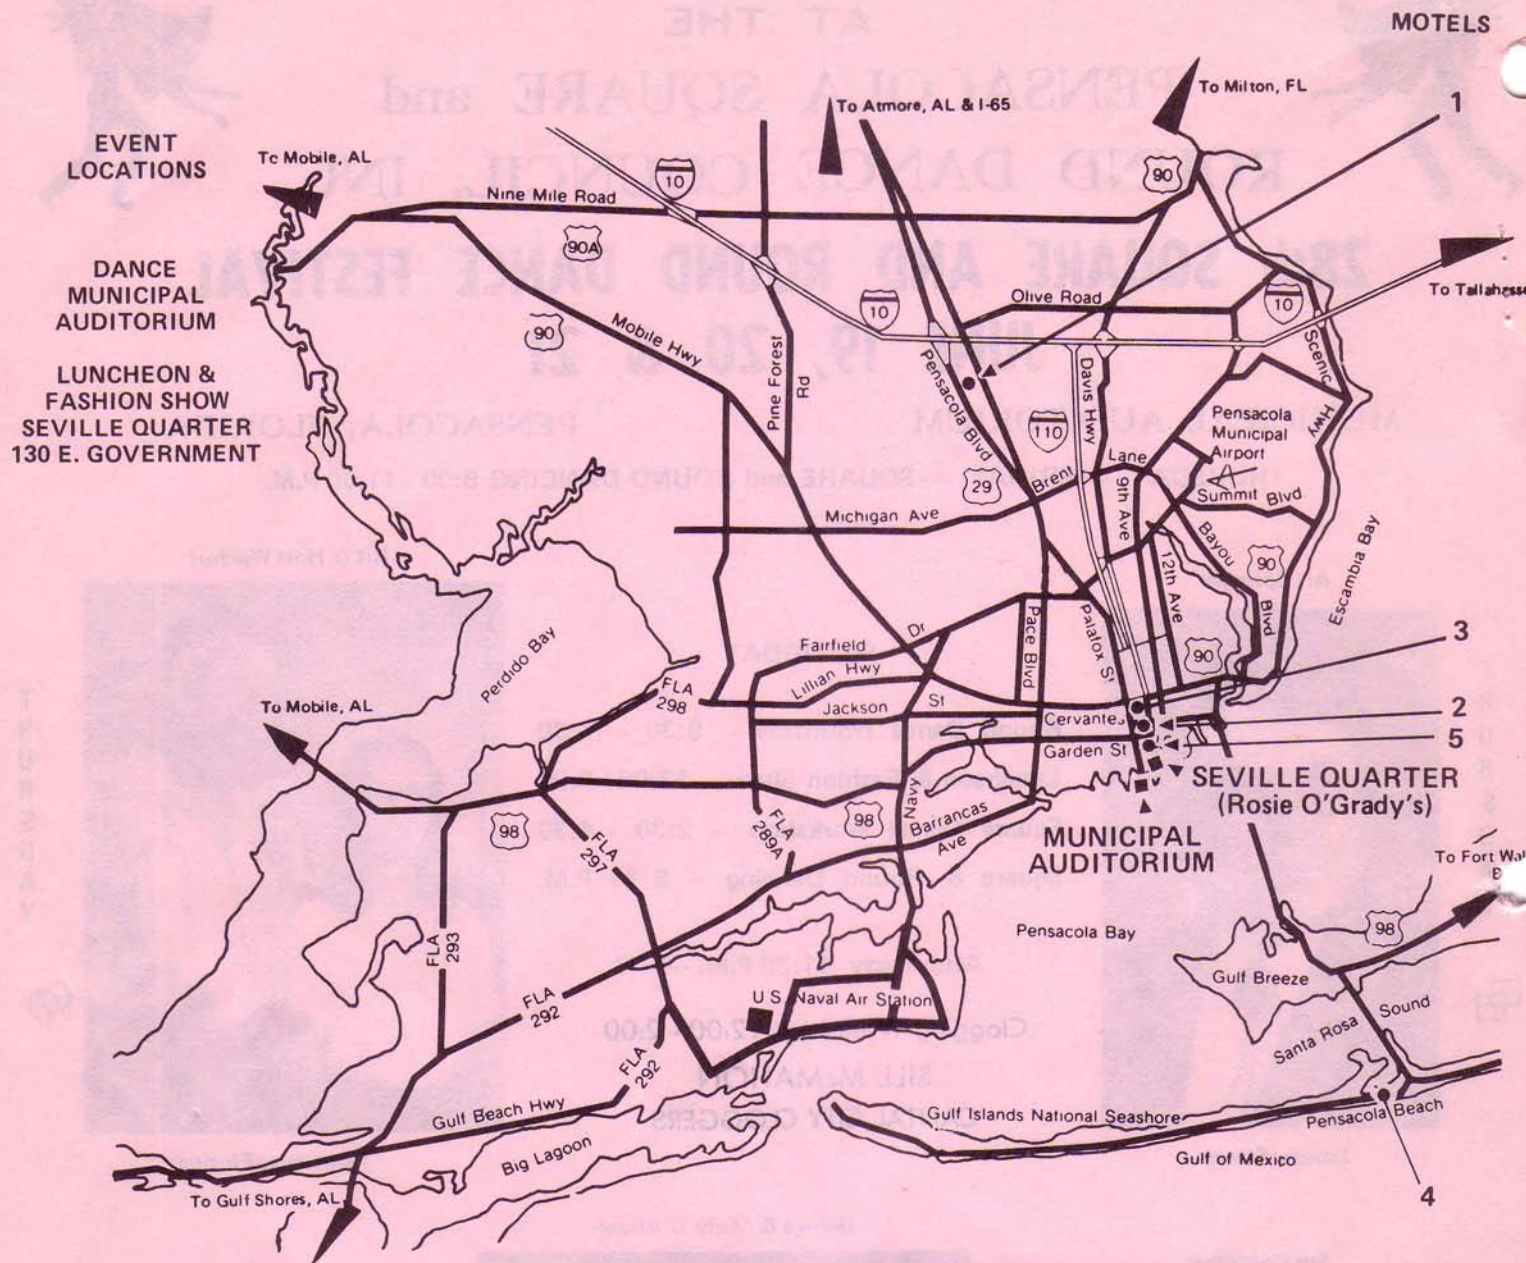 MOTELS
EVENT
LOCATIONS
DANCE
MUNICIPAL
AUDITORIUM
LUNCHEON &
FASHION SHOW
SEVILLE QUARTER
130 E. GOVERNMENT
To Mobile, AL
To Atmore, AL & I-65
To Milton, FL
1
10
90
Nine Mile Road
90A
90
Mobile Hwy
Pine Forest
Rd
10
Olive Road
10
To Tallahasse
Scenic
Hwy
Pensacola Blvd
Davis Hwy
110
29
Brent
Lane
Pensacola
Municipal
Airport
Summit Blvd.
9th Ave
Michigan Ave
12th Ave
Bayou
Blvd
90
90
Escambia Bay
Perdido Bay
Fairfield
Dr
Lillian Hwy
Jackson
St
Pace Blvd
Palafox St
Cervantes
Garden St
3
2
5
FLA
298
To Mobile, AL
SEVILLE QUARTER
(Rosie O'Grady's)
MUNICIPAL
AUDITORIUM
98
FLA
297
FLA
289A
98
Navy
Barrancas
Ave
To Fort Wal
FLA
293
98
Pensacola Bay
Gulf Breeze
FLA
292
U.S. Naval Air Station
Santa Rosa
Sound
FLA
292
Gulf Beach Hwy
Gulf Islands National Seashore
Pensacola Beach
Big Lagoon
Gulf of Mexico
To Gulf Shores, AL
4